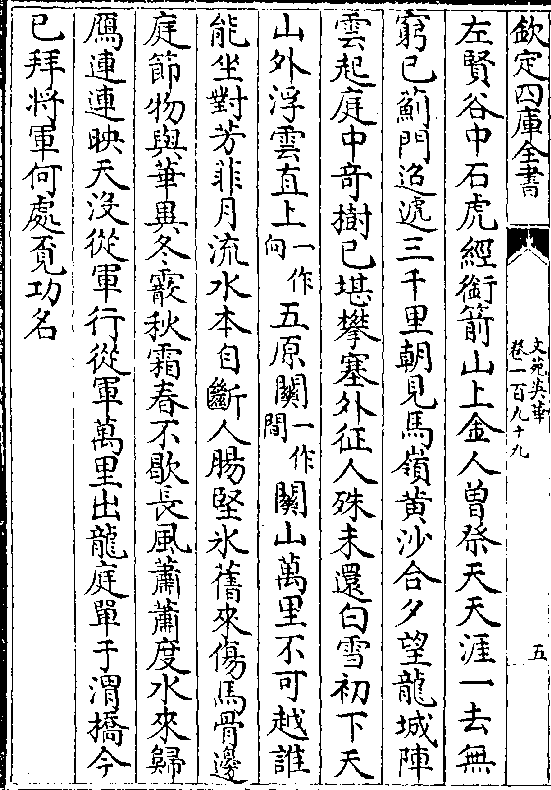 欽定四庫全書
文苑英華
卷一百九十九
五
左賢谷中石虎經銜箭山上金人曽祭天天涯一去無
窮已薊門迢遰三千里朝見馬嶺黄沙合夕望龍城陣
雲起庭中竒樹已堪攀塞外征人殊未還白雪初下天
山外浮雲直上一作向五原關一作間關山萬里不可越誰
能坐對芳菲月流水本自斷人腸堅氷舊來傷馬骨邊
庭節物與華異冬霰秋霜春不歇長風蕭蕭度水來歸
鴈連連映天没從軍行從軍萬里出龍庭單于渭橋今
已拜將軍何處覔功名